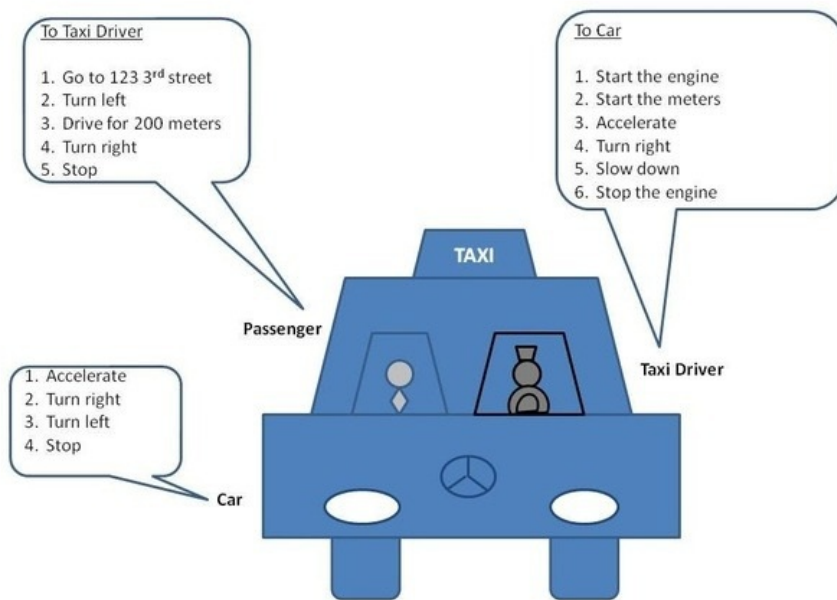 To Taxi Driver
1. Go to 123 3rd street
2. Turn left
3. Drive for 200 meters
4. Turn right
5. Stop
To Car
1. Start the engine
2. Start the meters
3. Accelerate
4. Turn right
5. Slow down
6. Stop the engine
TAXI
Passenger
Taxi Driver
1. Accelerate
2. Turn right
3. Turn left
4. Stop
Car